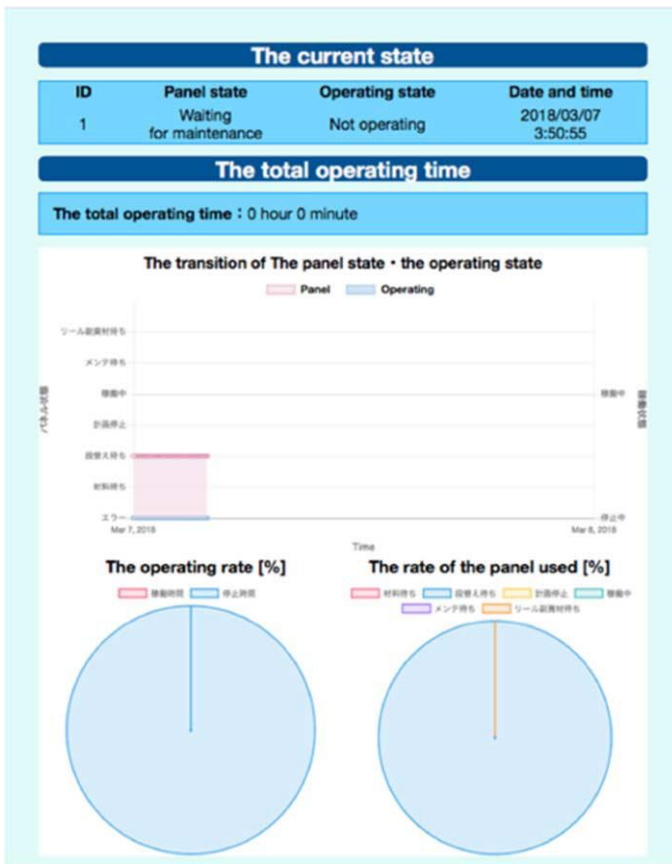 The current state
ID Panel state Operating state Date and time
1 Waiting for maintenance Not operating 2018/03/07 3:50:55
The total operating time
The total operating time：0 hour 0 minute
The transition of The panel state・the operating state
Panel Operating
リール副資材待ち
メンテ待ち
稼働中 稼働中
計画停止
段替え待ち
材料待ち
エラー 停止中
パネル状態
稼働状態
Mar 7, 2018 Mar 8, 2018
Time
The operating rate [%]
稼働時間 停止時間
The rate of the panel used [%]
材料待ち 段替え待ち 計画停止 稼働中
メンテ待ち リール副資材待ち